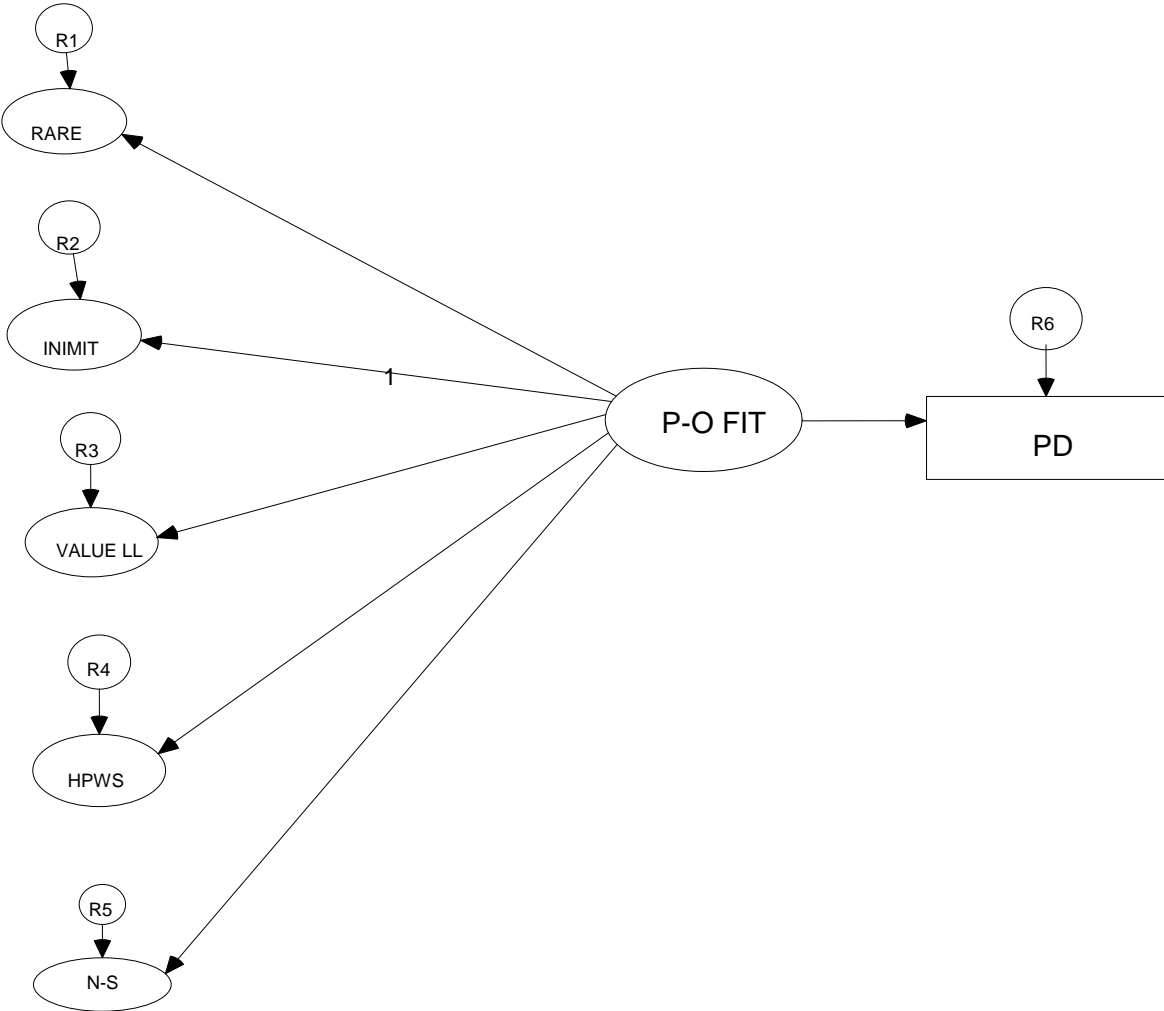 R1
RARE
R2
INIMIT
1
R3
VALUE LL
R4
HPWS
R5
N-S
P-O FIT
R6
PD